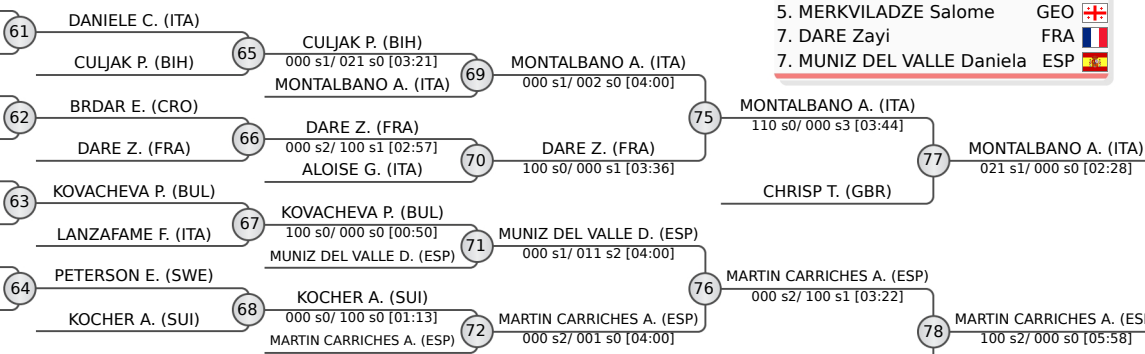 5. MERKVILADZE Salome GEO
7. DARE Zayi FRA
7. MUNIZ DEL VALLE Daniela ESP
61
DANIELE C. (ITA)
CULJAK P. (BIH)
62
BRDAR E. (CRO)
DARE Z. (FRA)
63
KOVACHEVA P. (BUL)
LANZAFAME F. (ITA)
64
PETERSON E. (SWE)
KOCHER A. (SUI)
65
CULJAK P. (BIH)
000 s1/ 021 s0 [03:21]
MONTALBANO A. (ITA)
66
DARE Z. (FRA)
000 s2/ 100 s1 [02:57]
ALOISE G. (ITA)
67
KOVACHEVA P. (BUL)
100 s0/ 000 s0 [00:50]
MUNIZ DEL VALLE D. (ESP)
68
KOCHER A. (SUI)
000 s0/ 100 s0 [01:13]
MARTIN CARRICHES A. (ESP)
69
MONTALBANO A. (ITA)
000 s1/ 002 s0 [04:00]
70
DARE Z. (FRA)
100 s0/ 000 s1 [03:36]
71
MUNIZ DEL VALLE D. (ESP)
000 s1/ 011 s2 [04:00]
72
MARTIN CARRICHES A. (ESP)
000 s2/ 001 s0 [04:00]
75
MONTALBANO A. (ITA)
110 s0/ 000 s3 [03:44]
CHRISP T. (GBR)
76
MARTIN CARRICHES A. (ESP)
000 s2/ 100 s1 [03:22]
77
MONTALBANO A. (ITA)
021 s1/ 000 s0 [02:28]
78
MARTIN CARRICHES A. (ES
100 s2/ 000 s0 [05:58]